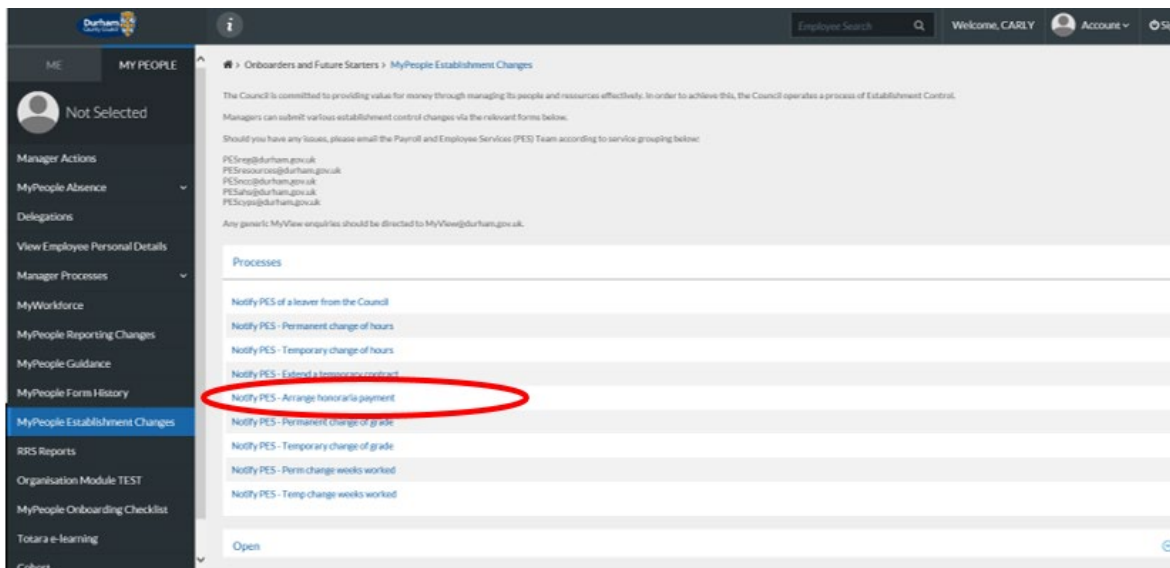 Durham
County Council
Employee Search
Welcome, CARLY
Account
ME
MY PEOPLE
Onboarders and Future Starters > MyPeople Establishment Changes
Not Selected
The Council is committed to providing value for money through managing its people and resources effectively. In order to achieve this, the Council operates a process of Establishment Control.
Managers can submit various establishment control changes via the relevant forms below.
Should you have any issues, please email the Payroll and Employee Services (PES) Team according to service grouping below:
PESreg@durham.gov.uk
PESresources@durham.gov.uk
PESncc@durham.gov.uk
PESahs@durham.gov.uk
PEScyps@durham.gov.uk
Any generic MyView enquiries should be directed to MyView@durham.gov.uk.
Manager Actions
MyPeople Absence
Delegations
View Employee Personal Details
Manager Processes
MyWorkforce
MyPeople Reporting Changes
MyPeople Guidance
MyPeople Form History
MyPeople Establishment Changes
RRS Reports
Organisation Module TEST
MyPeople Onboarding Checklist
Totara e-learning
Cohort
Processes
Notify PES of a leaver from the Council
Notify PES - Permanent change of hours
Notify PES - Temporary change of hours
Notify PES - Extend a temporary contract
Notify PES - Arrange honoraria payment
Notify PES - Permanent change of grade
Notify PES - Temporary change of grade
Notify PES - Perm change weeks worked
Notify PES - Temp change weeks worked
Open